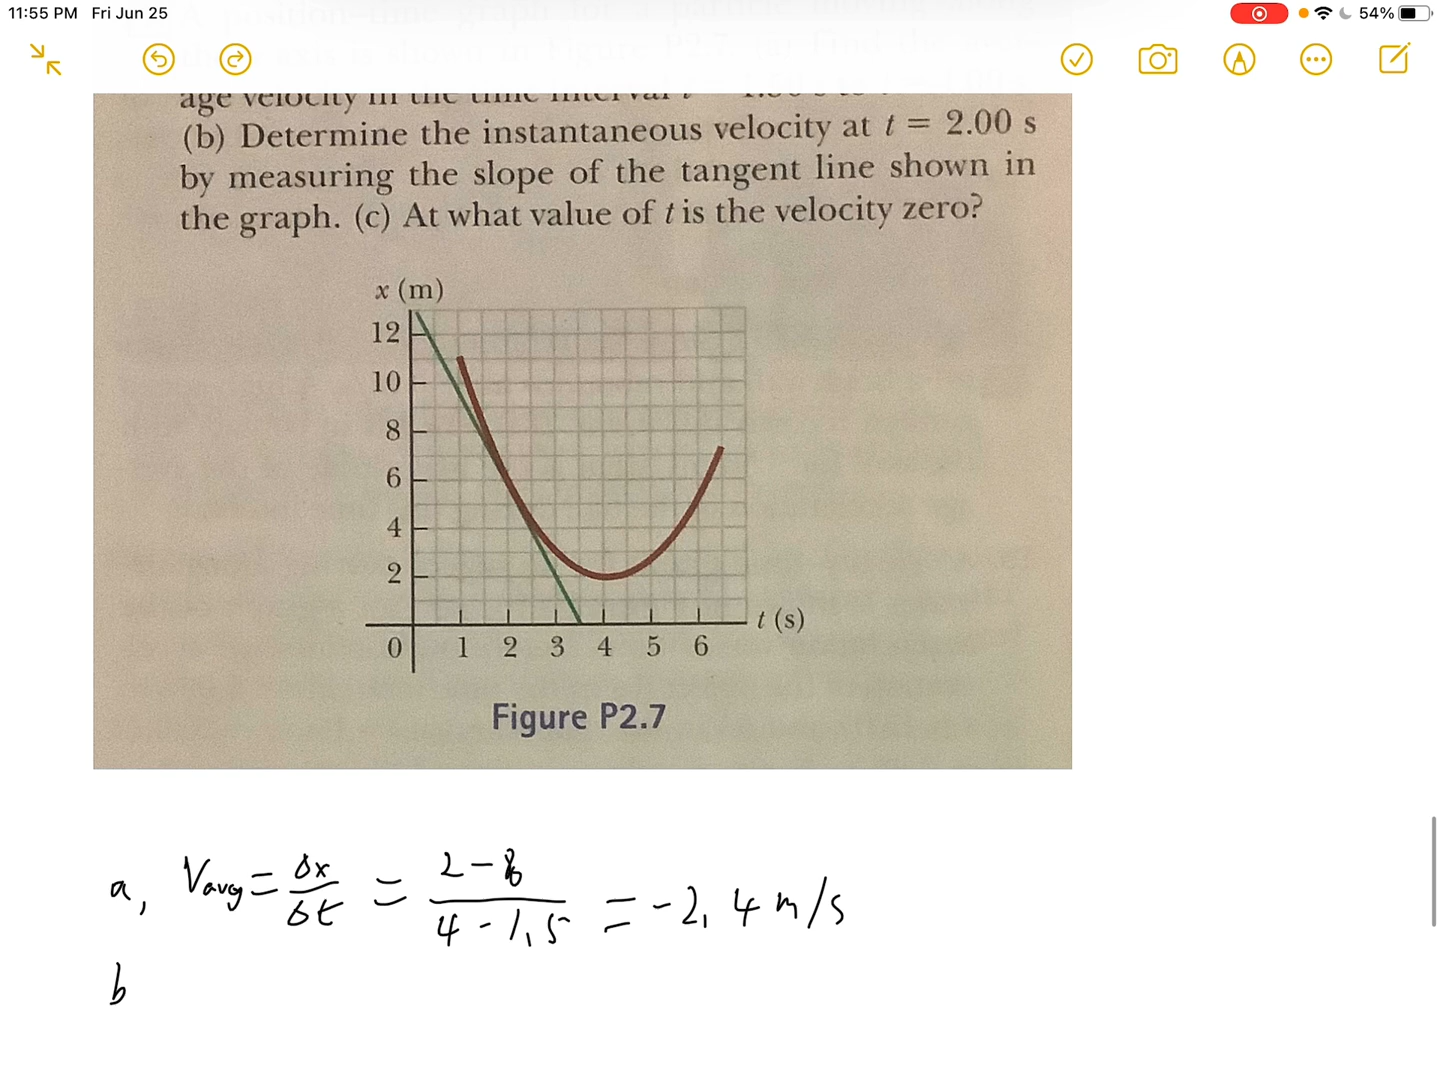 11:55 PM Fri Jun 25
54%
(b) Determine the instantaneous velocity at t = 2.00 s
by measuring the slope of the tangent line shown in
the graph. (c) At what value of t is the velocity zero?
x (m)
12
10
8
6
4
2
0 1 2 3 4 5 6
t (s)
Figure P2.7
a, Vavg = Δx/Δt = (2-8)/(4-1,5) = -2,4 m/s
b